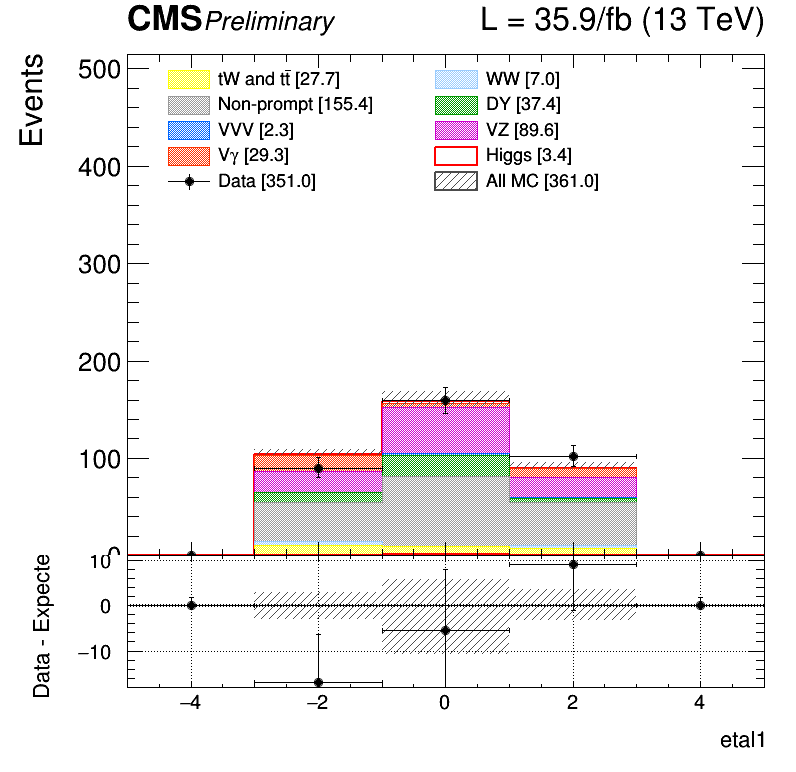 CMS Preliminary L = 35.9/fb (13 TeV)
Events
500
400
300
200
100
0
tW and tt̄ [27.7]
Non-prompt [155.4]
VVV [2.3]
Vγ [29.3]
Data [351.0]
WW [7.0]
DY [37.4]
VZ [89.6]
Higgs [3.4]
All MC [361.0]
Data - Expecte
10
0
−10
−4 −2 0 2 4
etal1